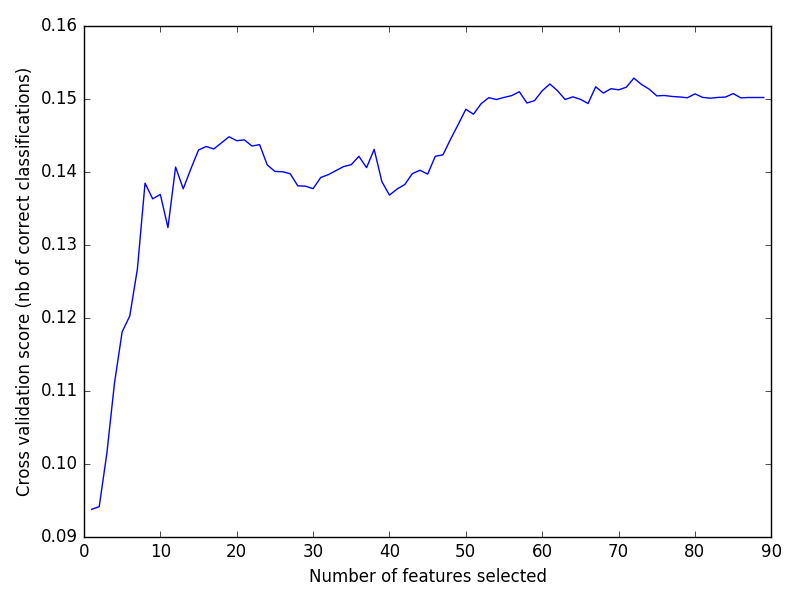 0.16
0.15
0.14
0.13
0.12
0.11
0.10
0.09
Cross validation score (nb of correct classifications)
0 10 20 30 40 50 60 70 80 90
Number of features selected